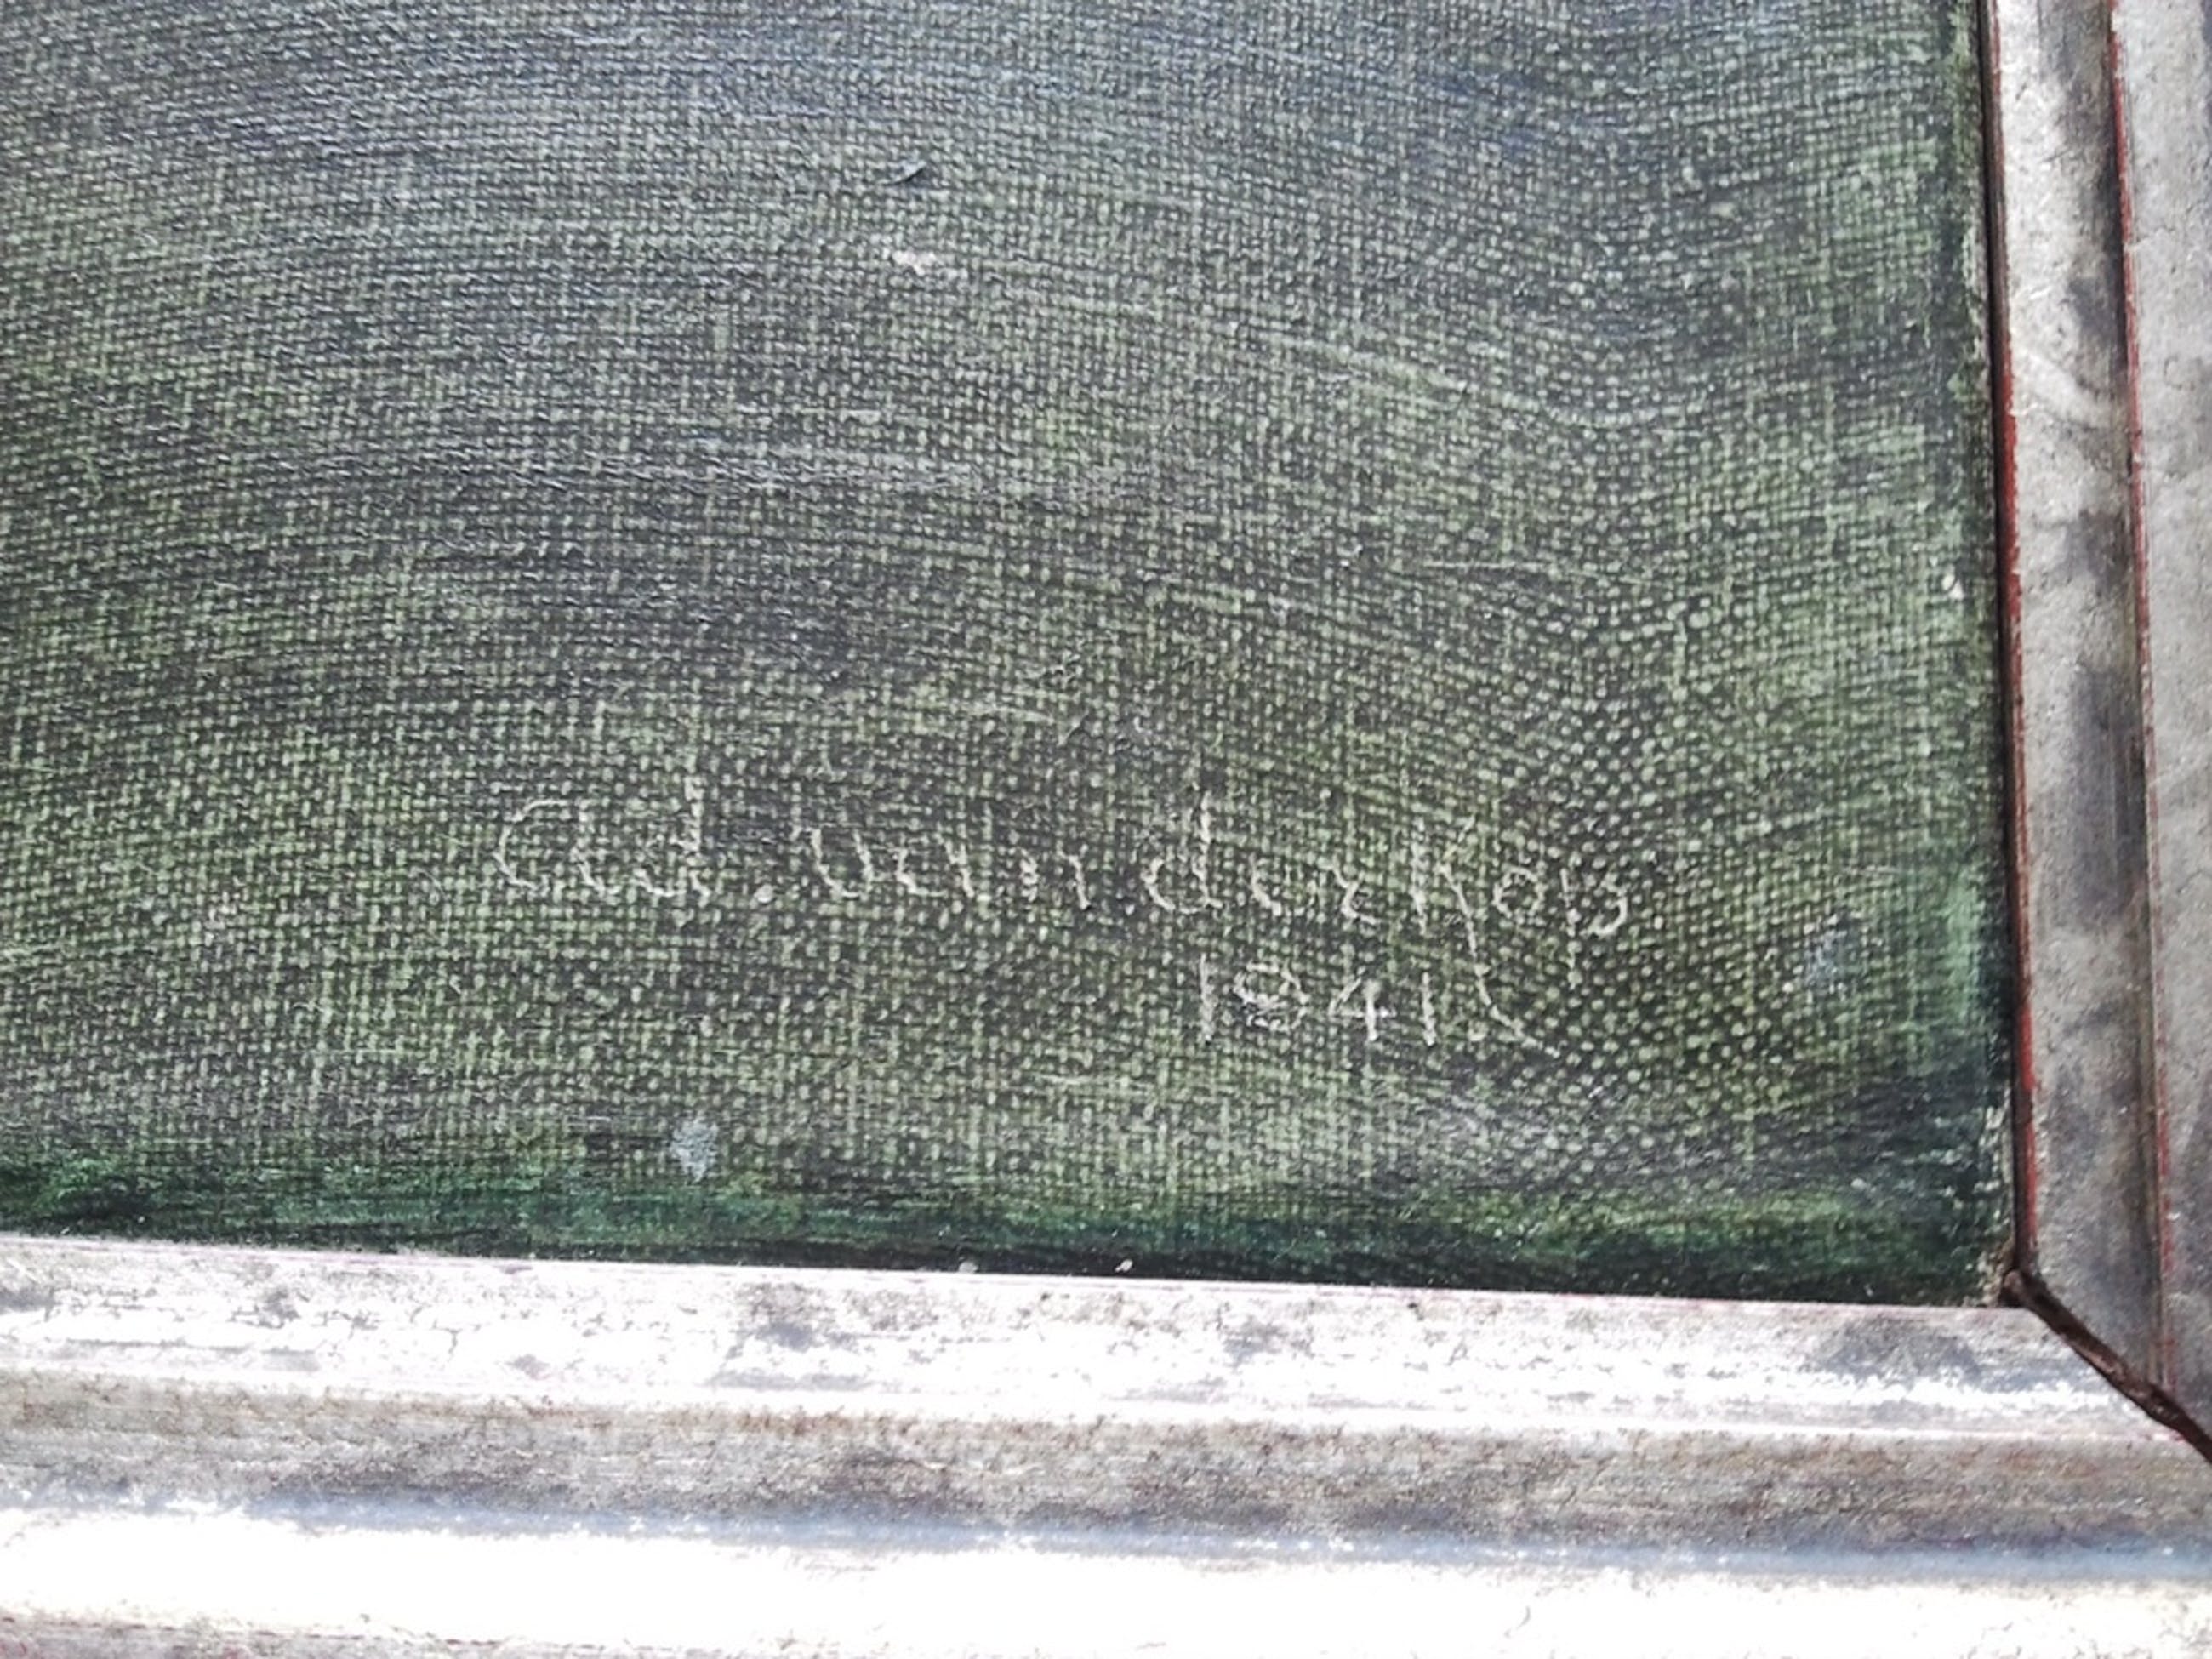 ad. van der Kop
1941